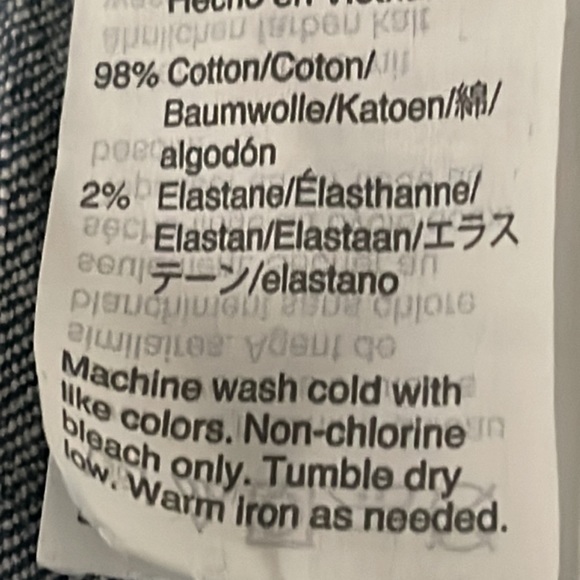 98% Cotton/Coton/
Baumwolle/Katoen/綿/
algodón
2% Elastane/Élasthanne/
Elastan/Elastaan/エラス
テーン/elastano
Machine wash cold with
like colors. Non-chlorine
bleach only. Tumble dry
low. Warm iron as needed.